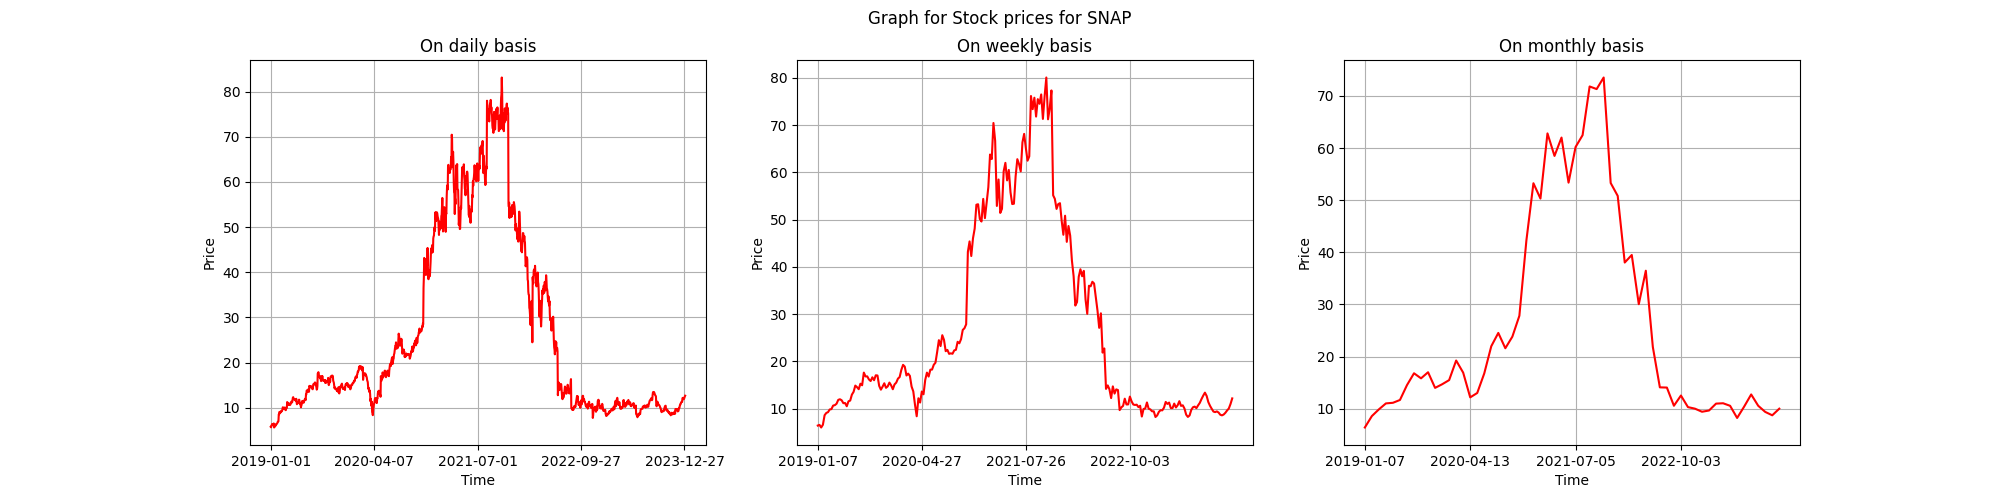 Graph for Stock prices for SNAP
On daily basis
Price
80
70
60
50
40
30
20
10
2019-01-01 2020-04-07 2021-07-01 2022-09-27 2023-12-27
Time
On weekly basis
Price
80
70
60
50
40
30
20
10
2019-01-07 2020-04-27 2021-07-26 2022-10-03
Time
On monthly basis
Price
70
60
50
40
30
20
10
2019-01-07 2020-04-13 2021-07-05 2022-10-03
Time